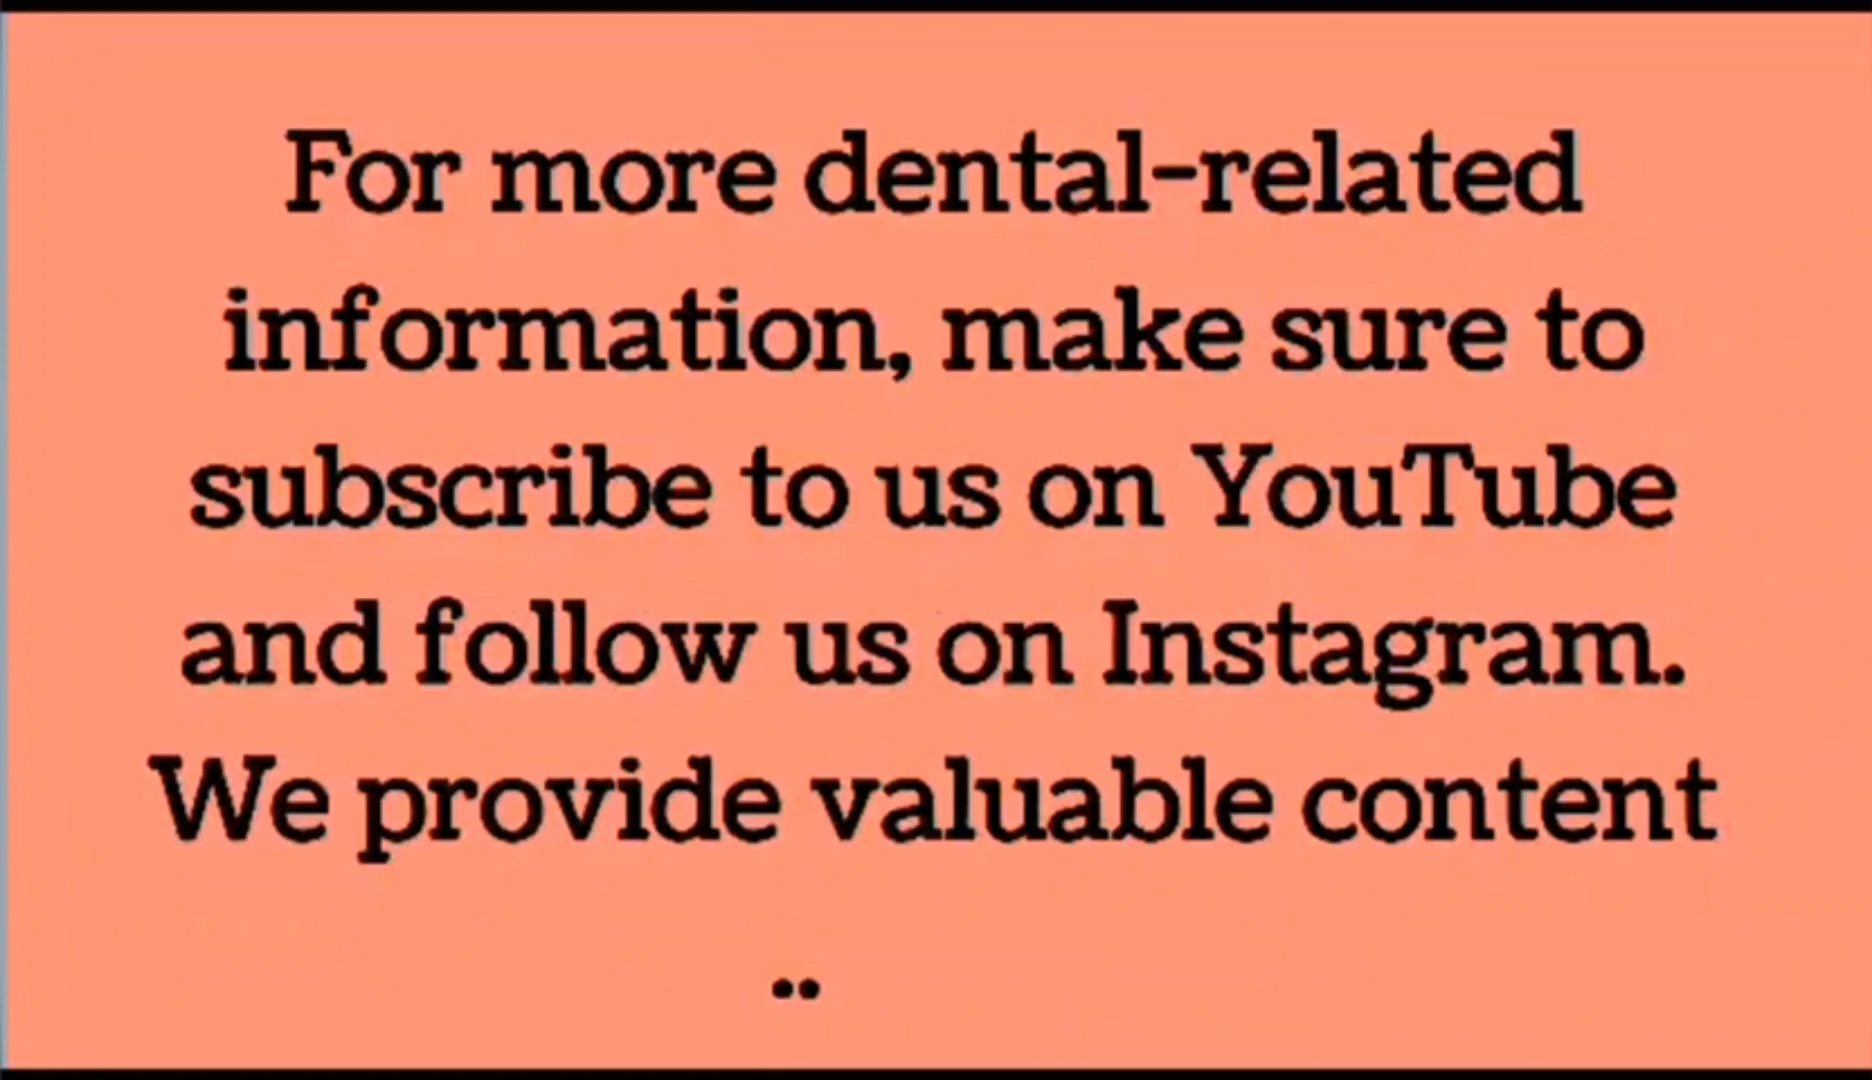 For more dental-related
information, make sure to
subscribe to us on YouTube
and follow us on Instagram.
We provide valuable content
..